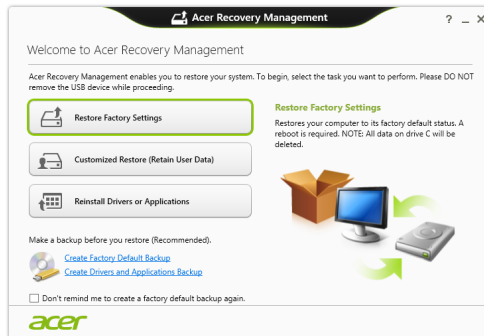 Acer Recovery Management
? _ X
Welcome to Acer Recovery Management
Acer Recovery Management enables you to restore your system. To begin, select the task you want to perform. Please DO NOT
remove the USB device while proceeding.
Restore Factory Settings
Restore Factory Settings
Restores your computer to its factory default status. A
reboot is required. NOTE: All data on drive C will be
deleted.
Customized Restore (Retain User Data)
Reinstall Drivers or Applications
Make a backup before you restore (Recommended).
Create Factory Default Backup
Create Drivers and Applications Backup
Don't remind me to create a factory default backup again.
acer